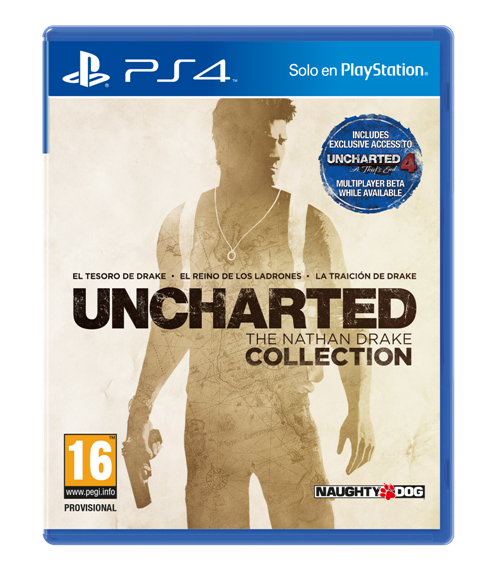 PS4™
Solo en PlayStation®
INCLUDES
EXCLUSIVE ACCESS TO
UNCHARTED 4
A Thief's End
MULTIPLAYER BETA
WHILE AVAILABLE
EL TESORO DE DRAKE • EL REINO DE LOS LADRONES • LA TRAICIÓN DE DRAKE
UNCHARTED
THE NATHAN DRAKE
COLLECTION
16
www.pegi.info
PROVISIONAL
NAUGHTY DOG